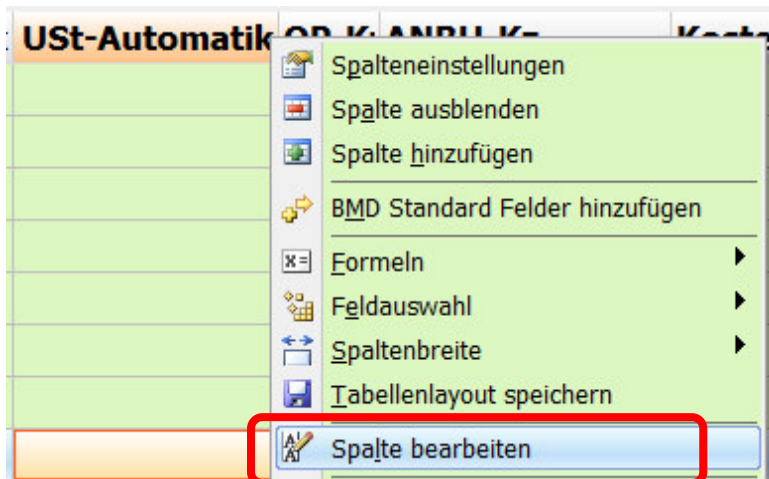 USt-Automatik
Spalteneinstellungen
Spalte ausblenden
Spalte hinzufügen
BMD Standard Felder hinzufügen
Formeln
Feldauswahl
Spaltenbreite
Tabellenlayout speichern
Spalte bearbeiten